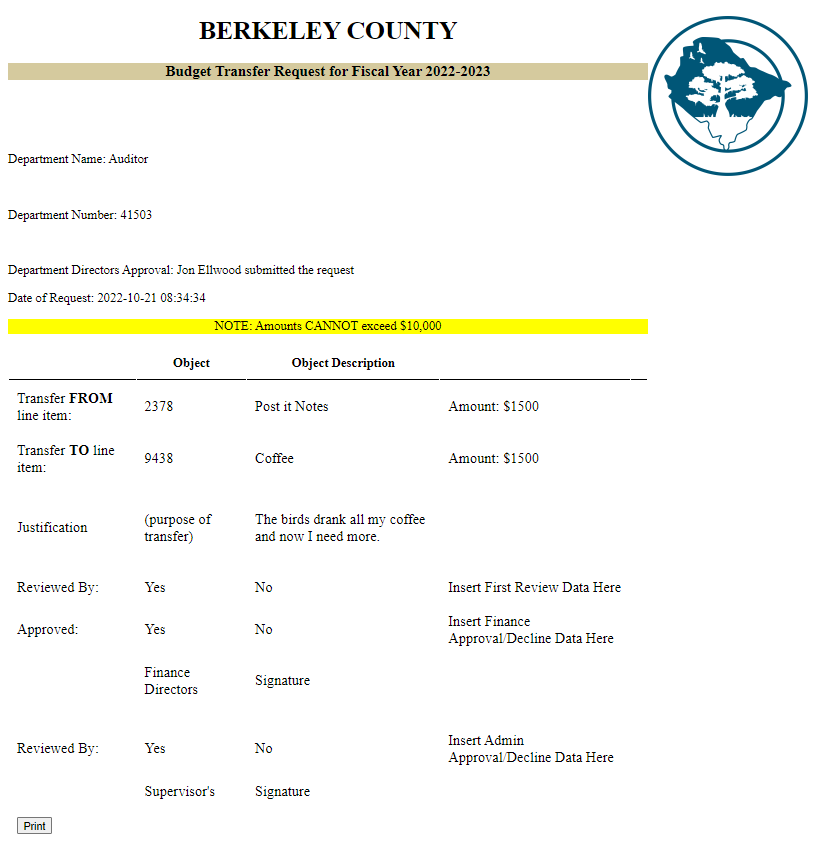 BERKELEY COUNTY
Budget Transfer Request for Fiscal Year 2022-2023
Department Name: Auditor
Department Number: 41503
Department Directors Approval: Jon Ellwood submitted the request
Date of Request: 2022-10-21 08:34:34
NOTE: Amounts CANNOT exceed $10,000
Object Object Description
Transfer FROM
line item: 2378 Post it Notes Amount: $1500
Transfer TO line
item: 9438 Coffee Amount: $1500
Justification (purpose of
transfer) The birds drank all my coffee
and now I need more.
Reviewed By: Yes No Insert First Review Data Here
Approved: Yes No Insert Finance
Approval/Decline Data Here
Finance
Directors Signature
Reviewed By: Yes No Insert Admin
Approval/Decline Data Here
Supervisor's Signature
Print